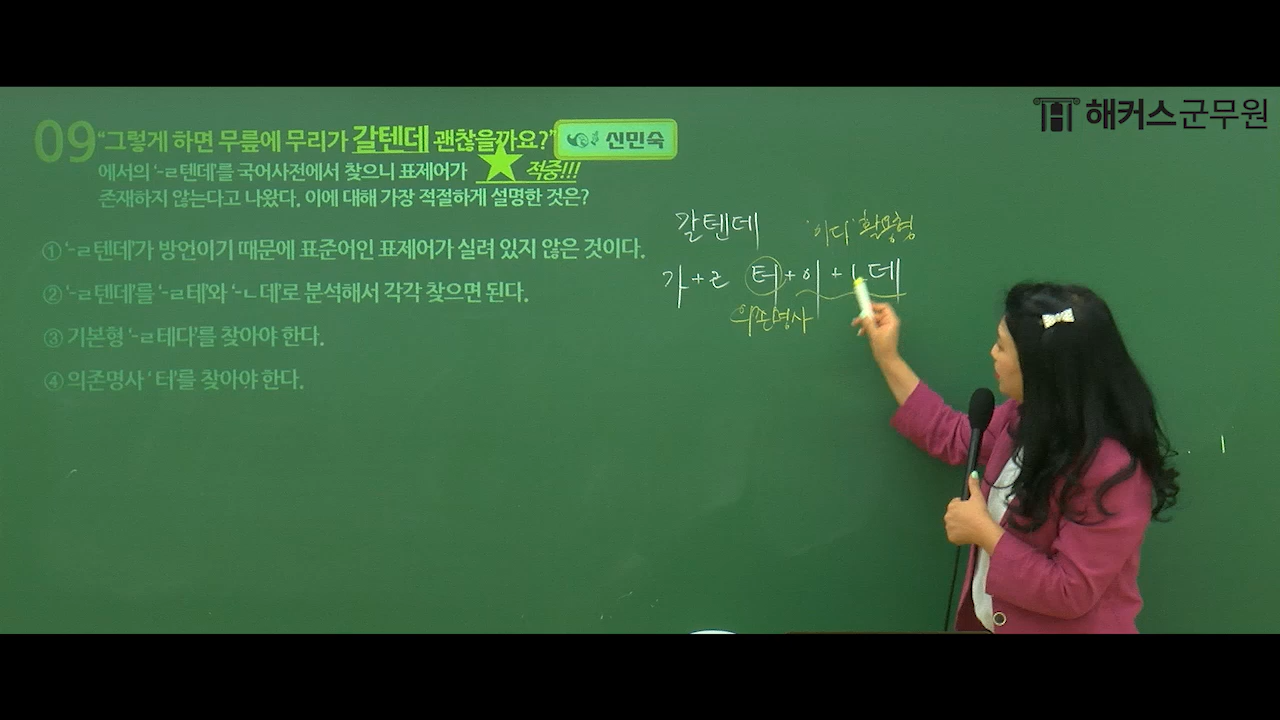 해커스군무원
09 “그렇게 하면 무릎에 무리가 갈텐데 괜찮을까요?” 신민숙
에서의 ‘-ㄹ텐데’를 국어사전에서 찾으니 표제어가 적중!!!
존재하지 않는다고 나왔다. 이에 대해 가장 적절하게 설명한 것은?
① ‘-ㄹ텐데’가 방언이기 때문에 표준어인 표제어가 실려 있지 않은 것이다.
② ‘-ㄹ텐데’를 ‘-ㄹ테’와 ‘-ㄴ데’로 분석해서 각각 찾으면 된다.
③ 기본형 ‘-ㄹ테다’를 찾아야 한다.
④ 의존명사 ‘터’를 찾아야 한다.
갈텐데
‘이다’ 활용형
가+ㄹ 터+이+ㄴ데
의존명사